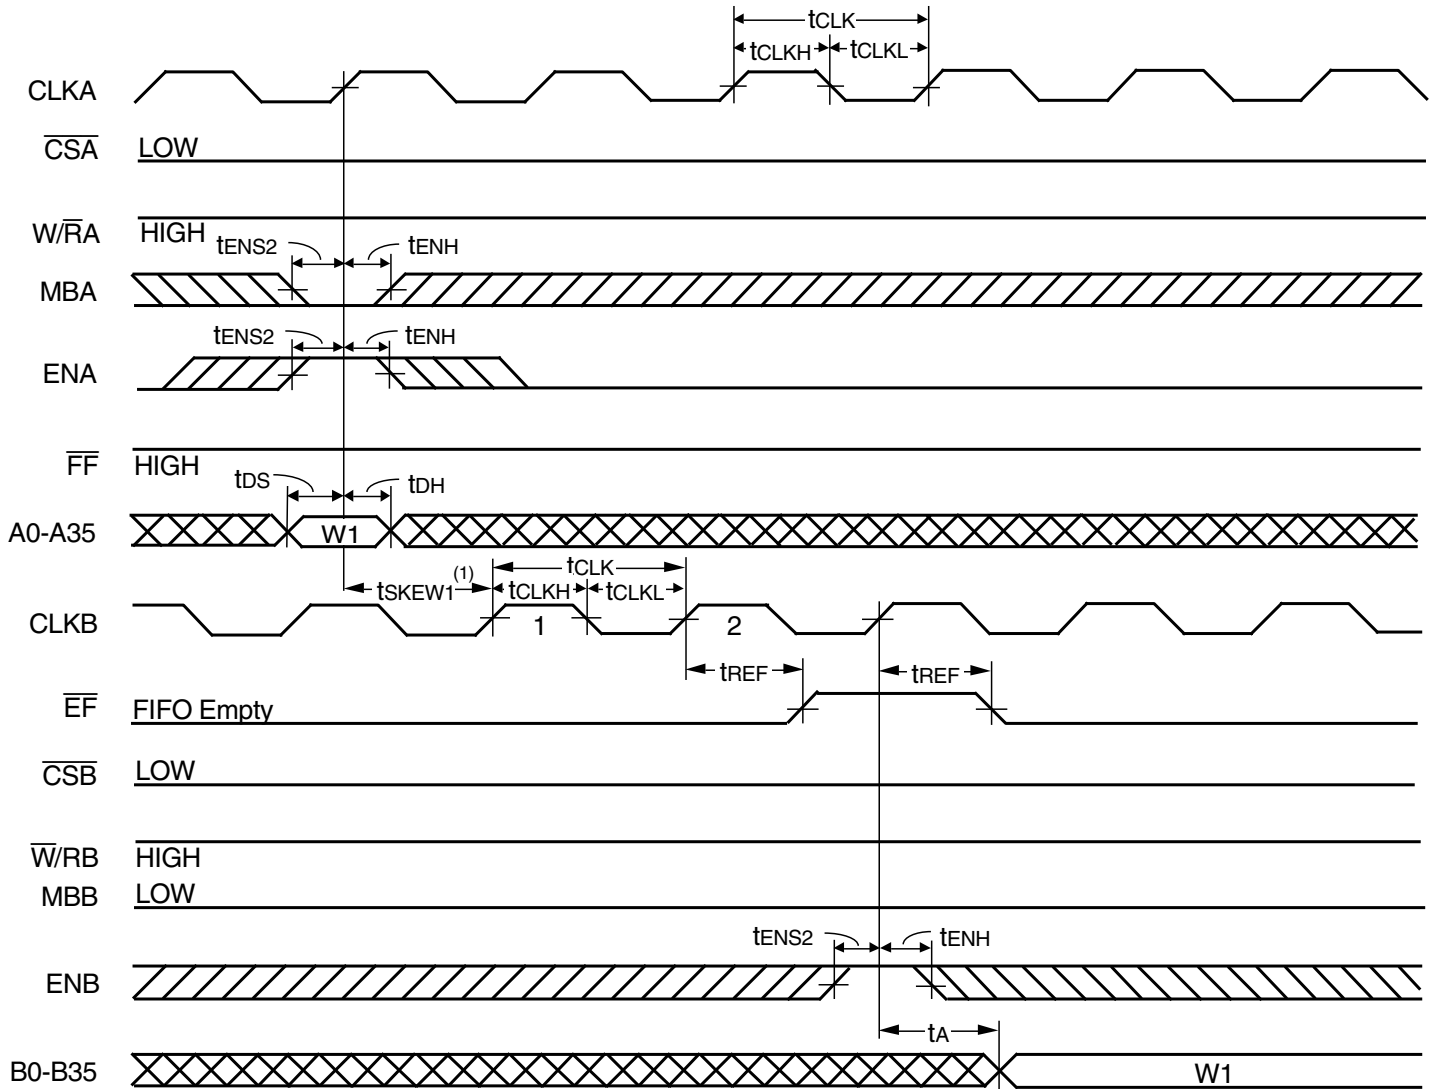 tCLK
tCLKH tCLKL
CLKA
CSA LOW
W/RA HIGH
tENS2 tENH
MBA
tENS2 tENH
ENA
FF HIGH
tDS tDH
A0-A35 W1
tCLK
tSKEW1(1) tCLKH tCLKL
CLKB 1 2
tREF tREF
EF FIFO Empty
CSB LOW
W/RB HIGH
MBB LOW
tENS2 tENH
ENB
tA
B0-B35 W1